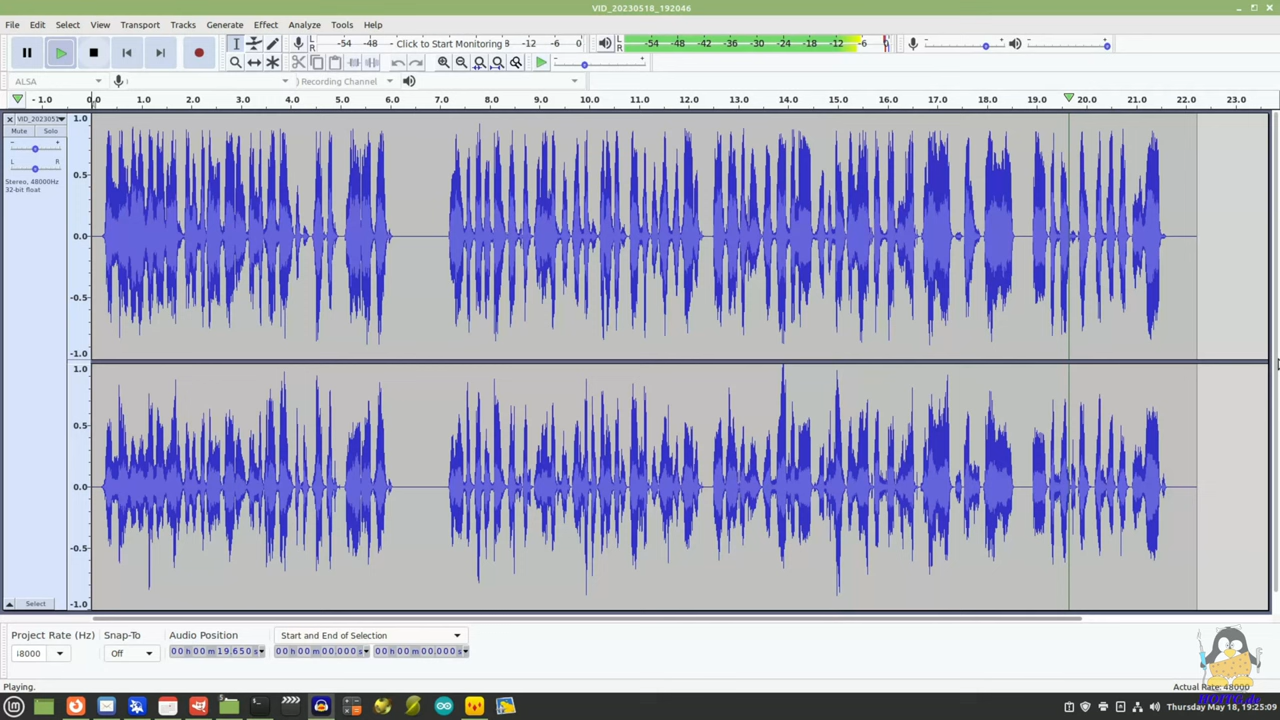 VID_20230518_192046
File Edit Select View Transport Tracks Generate Effect Analyze Tools Help
L R -54 -48 Click to Start Monitoring -12 -6 0 L R -54 -48 -42 -36 -30 -24 -18 -12 -6 0
ALSA ) Recording Channel
- 1.0 0.0 1.0 2.0 3.0 4.0 5.0 6.0 7.0 8.0 9.0 10.0 11.0 12.0 13.0 14.0 15.0 16.0 17.0 18.0 19.0 20.0 21.0 22.0 23.0
VID_202305 1.0
Mute Solo
- +
L R
0.5
Stereo, 48000Hz
32-bit float
0.0
-0.5
-1.0
1.0
0.5
0.0
-0.5
Select -1.0
Project Rate (Hz) Snap-To Audio Position Start and End of Selection
48000 Off 00 h 00 m 19,650 s 00 h 00 m 00,000 s 00 h 00 m 00,000 s
Playing. Actual Rate: 48000
Thursday May 18, 19:25:09